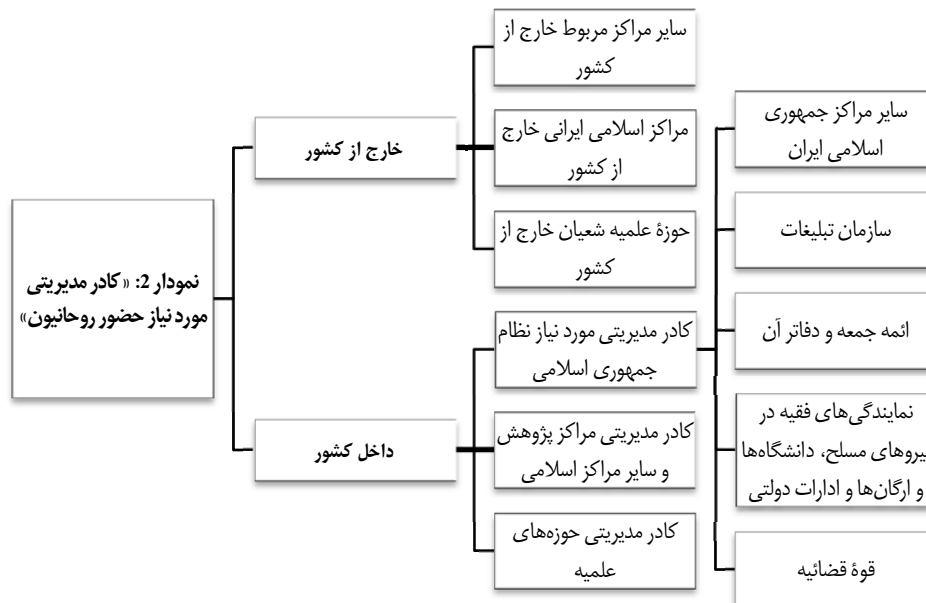 نمودار 2: « کادر مدیریتی
مورد نیاز حضور روحانیون»
خارج از کشور
سایر مراکز مربوط خارج از
کشور
مراکز اسلامی ایرانی خارج
از کشور
حوزۀ علمیه شعیان خارج از
کشور
داخل کشور
کادر مدیریتی مورد نیاز نظام
جمهوری اسلامی
سایر مراکز جمهوری
اسلامی ایران
سازمان تبلیغات
ائمه جمعه و دفاتر آن
نمایندگی‌های فقیه در
نیروهای مسلح، دانشگاه‌ها
و ارگان‌ها و ادارات دولتی
قوۀ قضائیه
کادر مدیریتی مراکز پژوهش
و سایر مراکز اسلامی
کادر مدیریتی حوزه‌های
علمیه